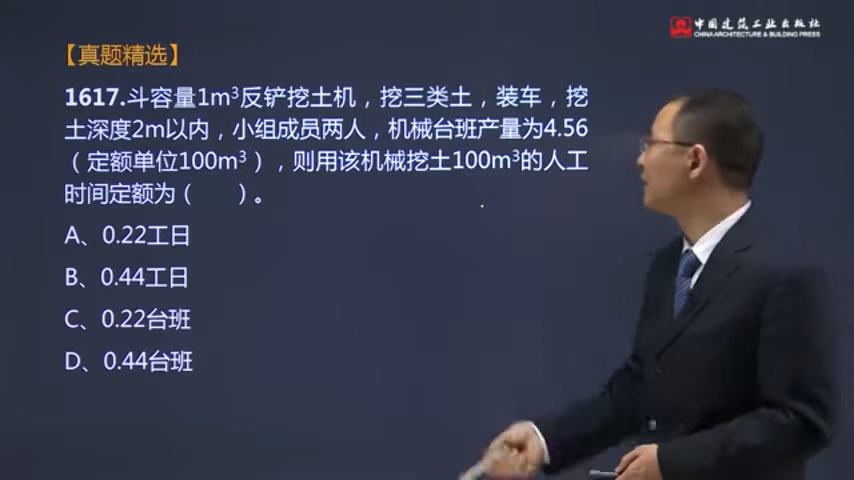 中国建筑工业出版社
CHINA ARCHITECTURE & BUILDING PRESS
【真题精选】
1617.斗容量1m³反铲挖土机，挖三类土，装车，挖
土深度2m以内，小组成员两人，机械台班产量为4.56
（定额单位100m³），则用该机械挖土100m³的人工
时间定额为（　　）。
A、0.22工日
B、0.44工日
C、0.22台班
D、0.44台班